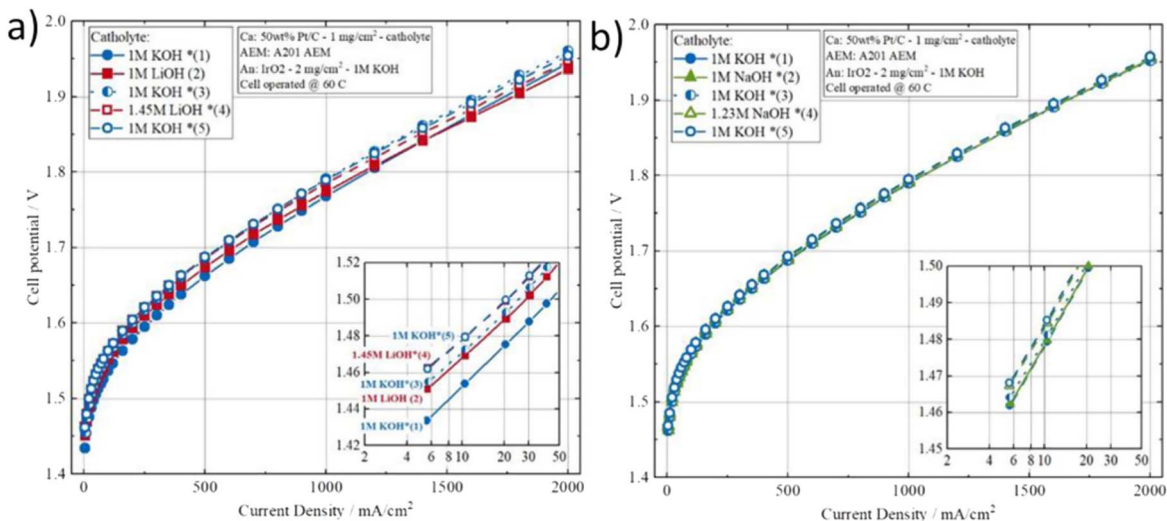 a)
Cell potential / V
2.0
1.9
1.8
1.7
1.6
1.5
1.4
Catholyte:
1M KOH *(1)
1M LiOH (2)
1M KOH *(3)
1.45M LiOH *(4)
1M KOH *(5)
Ca: 50wt% Pt/C - 1 mg/cm² - catholyte
AEM: A201 AEM
An: IrO2 - 2 mg/cm² - 1M KOH
Cell operated @ 60 C
1.52
1.50
1.48
1.46
1.44
1.42
1M KOH*(5)
1.45M LiOH*(4)
1M KOH*(3)
1M LiOH (2)
1M KOH*(1)
2 4 6 8 10 20 30 50
0 500 1000 1500 2000
Current Density / mA/cm²
b)
Cell potential / V
2.0
1.9
1.8
1.7
1.6
1.5
1.4
Catholyte:
1M KOH *(1)
1M NaOH *(2)
1M KOH *(3)
1.23M NaOH *(4)
1M KOH *(5)
Ca: 50wt% Pt/C - 1 mg/cm² - catholyte
AEM: A201 AEM
An: IrO2 - 2 mg/cm² - 1M KOH
Cell operated @ 60 C
1.50
1.49
1.48
1.47
1.46
1.45
2 4 6 8 10 20 30 50
0 500 1000 1500 2000
Current Density / mA/cm²